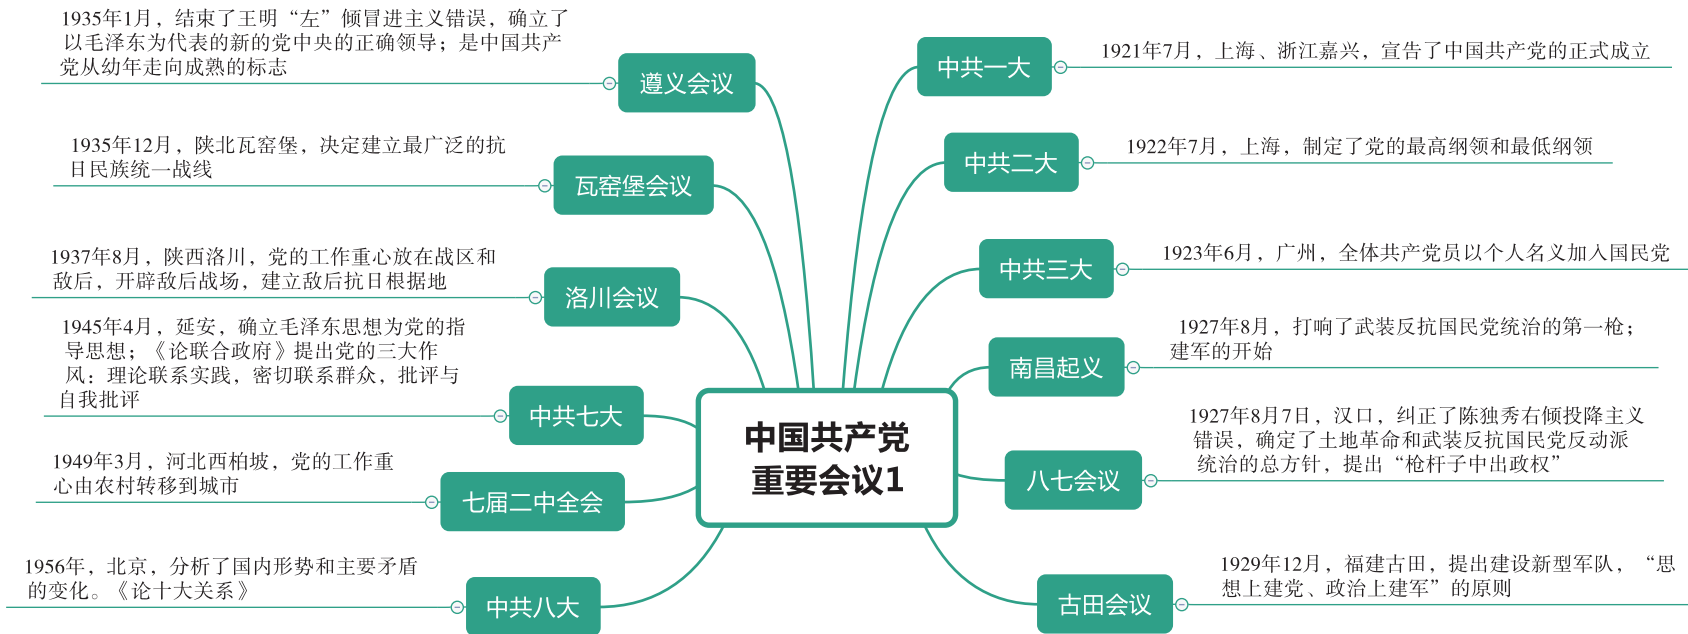 中国共产党
重要会议1
中共一大
1921年7月，上海、浙江嘉兴，宣告了中国共产党的正式成立
中共二大
1922年7月，上海，制定了党的最高纲领和最低纲领
中共三大
1923年6月，广州，全体共产党员以个人名义加入国民党
南昌起义
1927年8月，打响了武装反抗国民党统治的第一枪；
建军的开始
八七会议
1927年8月7日，汉口，纠正了陈独秀右倾投降主义
错误，确定了土地革命和武装反抗国民党反动派
统治的总方针，提出“枪杆子中出政权”
古田会议
1929年12月，福建古田，提出建设新型军队，“思
想上建党、政治上建军”的原则
遵义会议
1935年1月，结束了王明“左”倾冒进主义错误，确立了
以毛泽东为代表的新的党中央的正确领导；是中国共产
党从幼年走向成熟的标志
瓦窑堡会议
1935年12月，陕北瓦窑堡，决定建立最广泛的抗
日民族统一战线
洛川会议
1937年8月，陕西洛川，党的工作重心放在战区和
敌后，开辟敌后战场，建立敌后抗日根据地
中共七大
1945年4月，延安，确立毛泽东思想为党的指
导思想；《论联合政府》提出党的三大作
风：理论联系实践，密切联系群众，批评与
自我批评
七届二中全会
1949年3月，河北西柏坡，党的工作重
心由农村转移到城市
中共八大
1956年，北京，分析了国内形势和主要矛盾
的变化。《论十大关系》